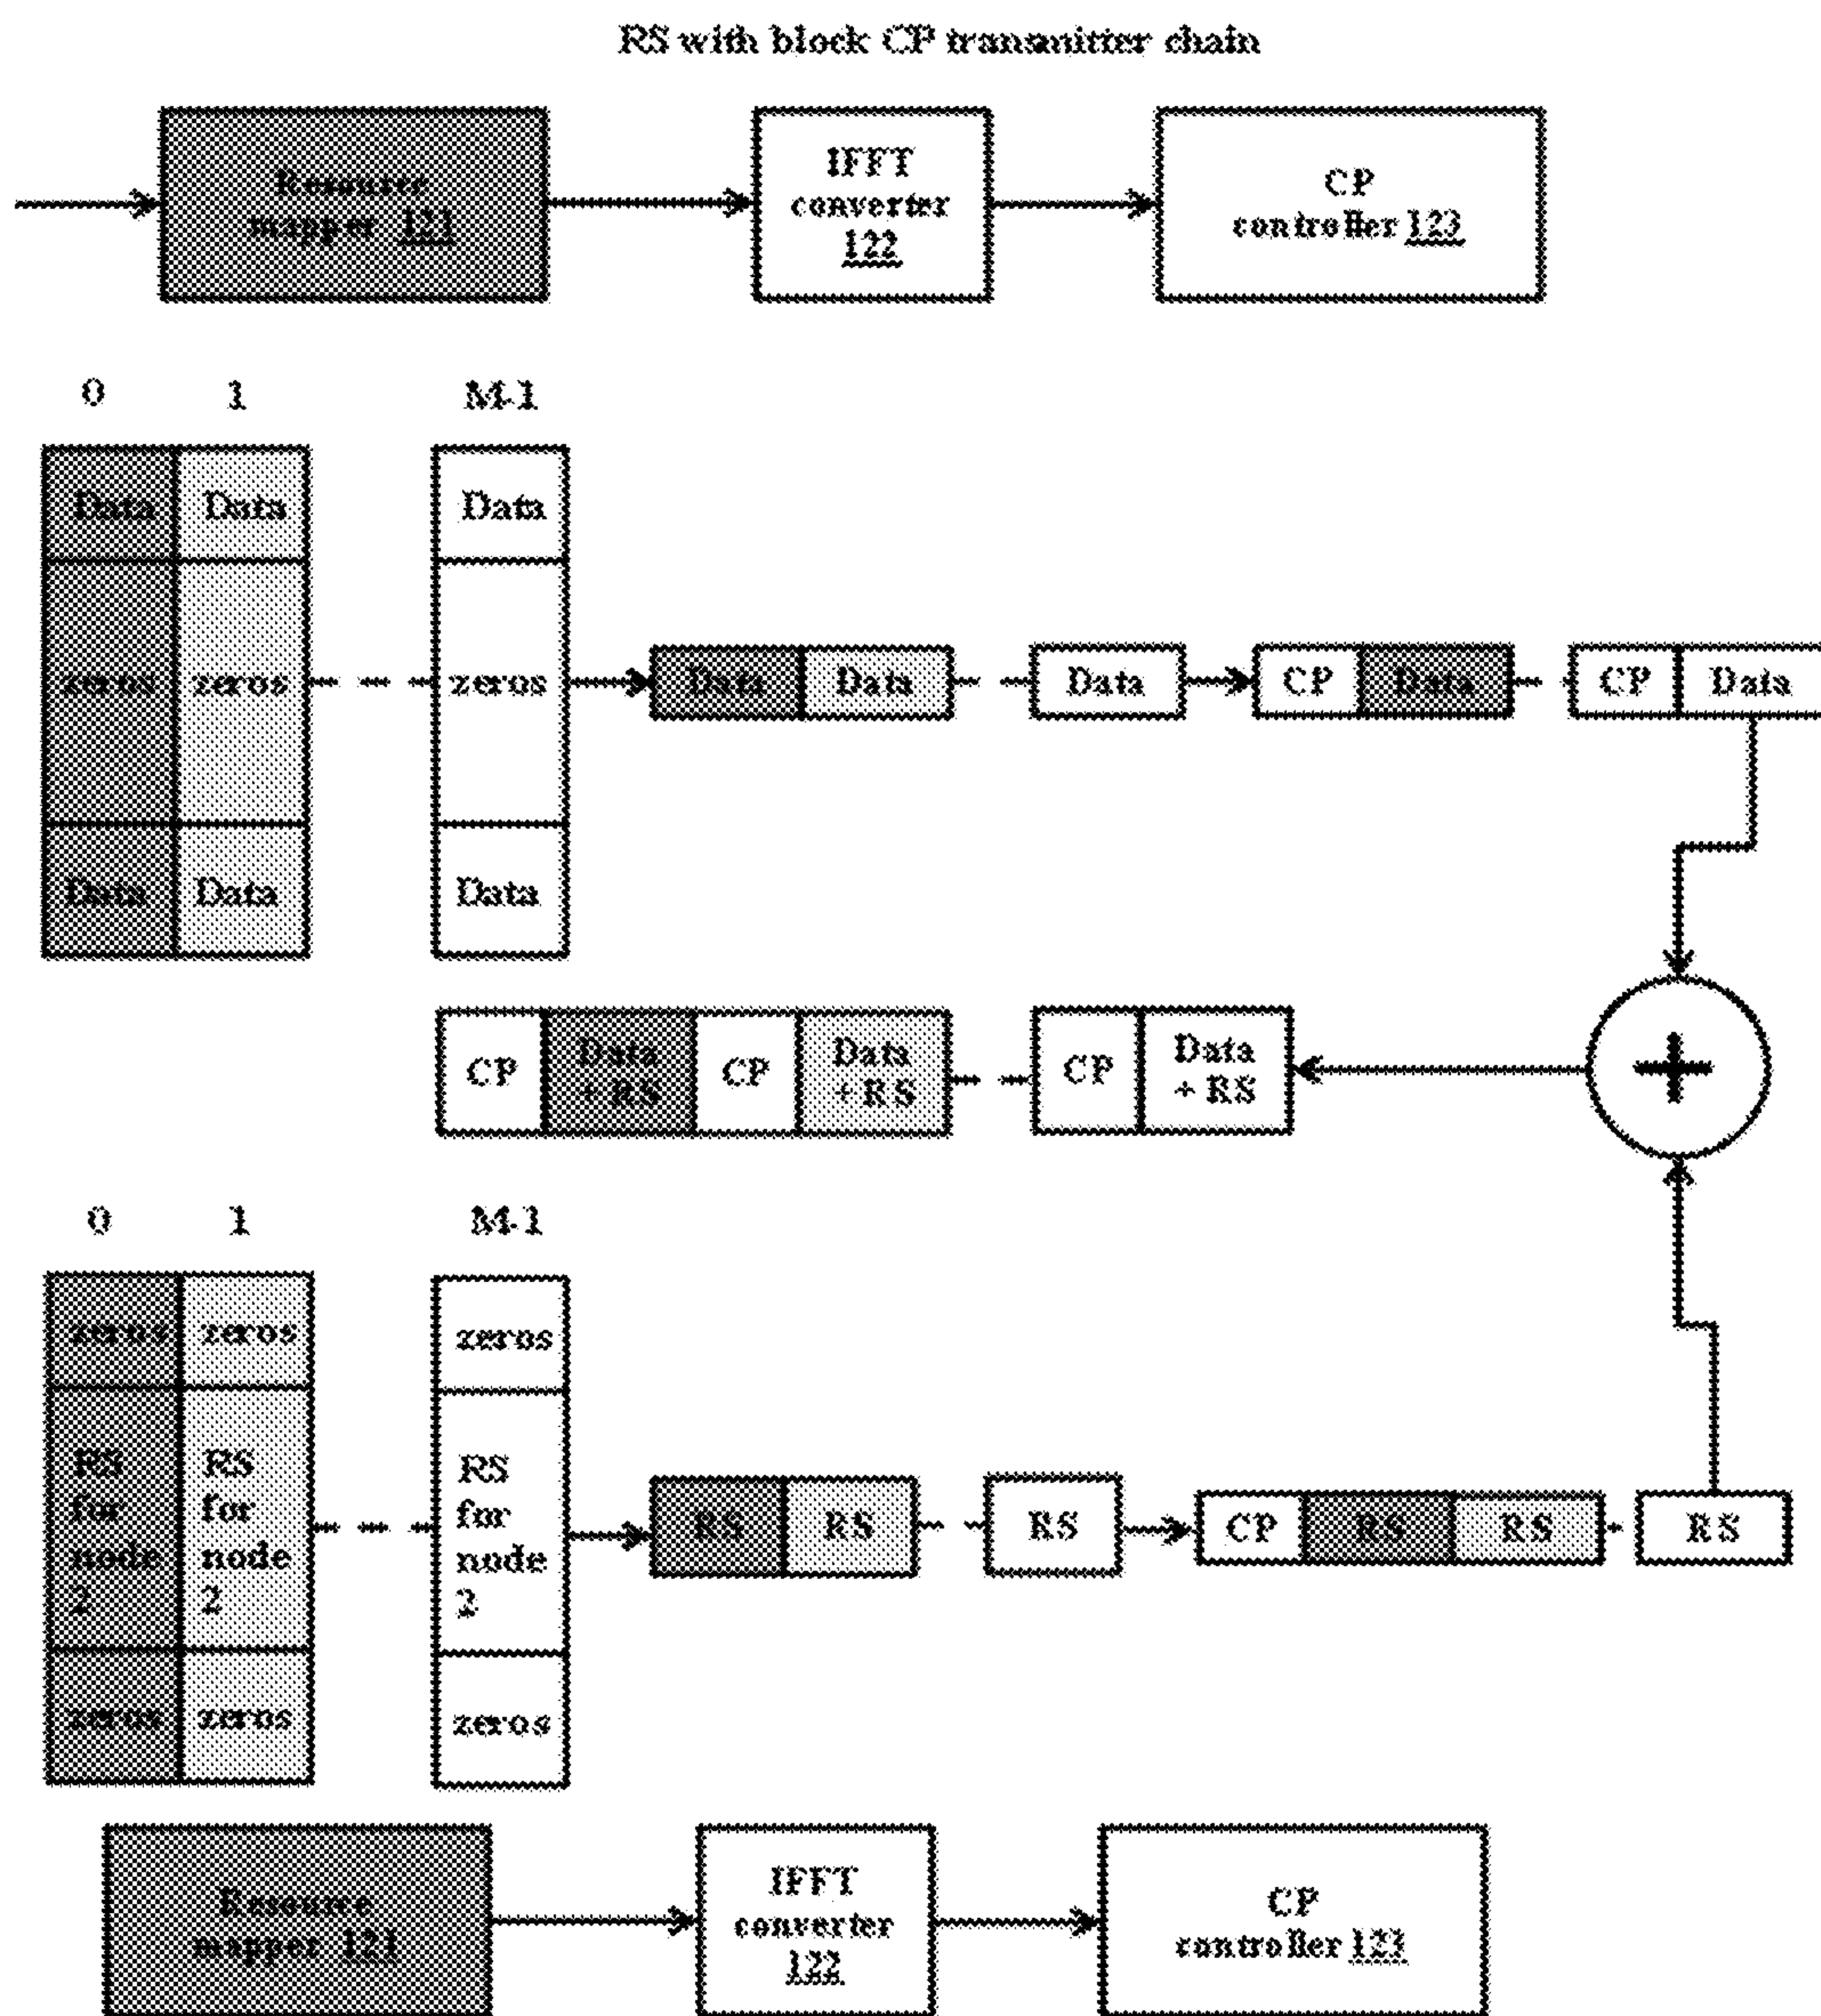 RS with block CP transmitter chain
Resource
mapper 121
IFFT
converter
122
CP
controller 123
0 1 M-1
Data Data Data
zeros zeros zeros
Data Data Data
CP Data CP Data
Data Data Data
CP Data
+ RS CP Data
+ RS CP Data
+ RS
+
0 1 M-1
zeros zeros zeros
RS
for
node
2
RS
for
node
2
RS
for
node
2
RS RS RS
CP RS RS RS
zeros zeros zeros
Resource
mapper 121
IFFT
converter
122
CP
controller 123